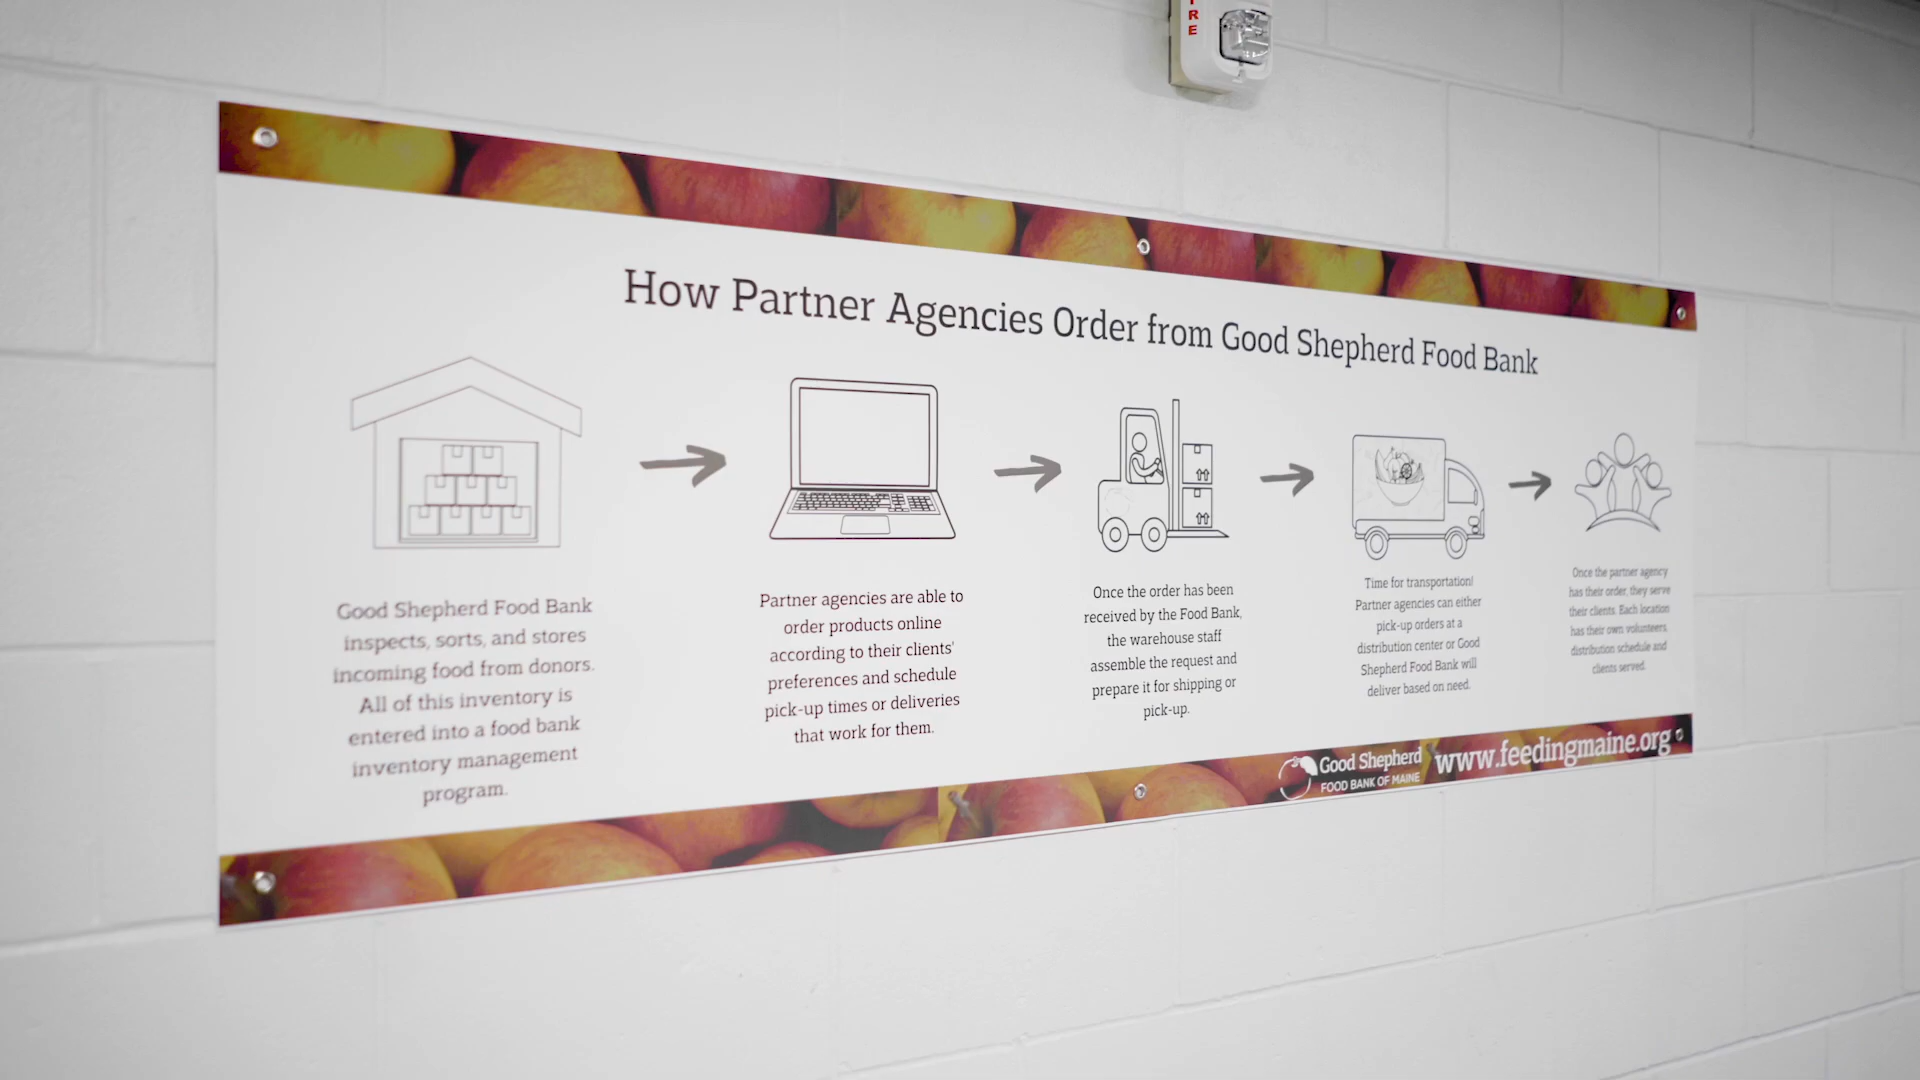 RE
How Partner Agencies Order from Good Shepherd Food Bank
Good Shepherd Food Bank
inspects, sorts, and stores
incoming food from donors.
All of this inventory is
entered into a food bank
inventory management
program.
Partner agencies are able to
order products online
according to their clients'
preferences and schedule
pick-up times or deliveries
that work for them.
Once the order has been
received by the Food Bank,
the warehouse staff
assemble the request and
prepare it for shipping or
pick-up.
Time for transportation!
Partner agencies can either
pick-up orders at a
distribution center or Good
Shepherd Food Bank will
deliver based on need.
Once the partner agency
has their order, they serve
their clients. Each location
has their own volunteers,
distribution schedule and
clients served.
Good Shepherd
FOOD BANK OF MAINE
www.feedingmaine.org